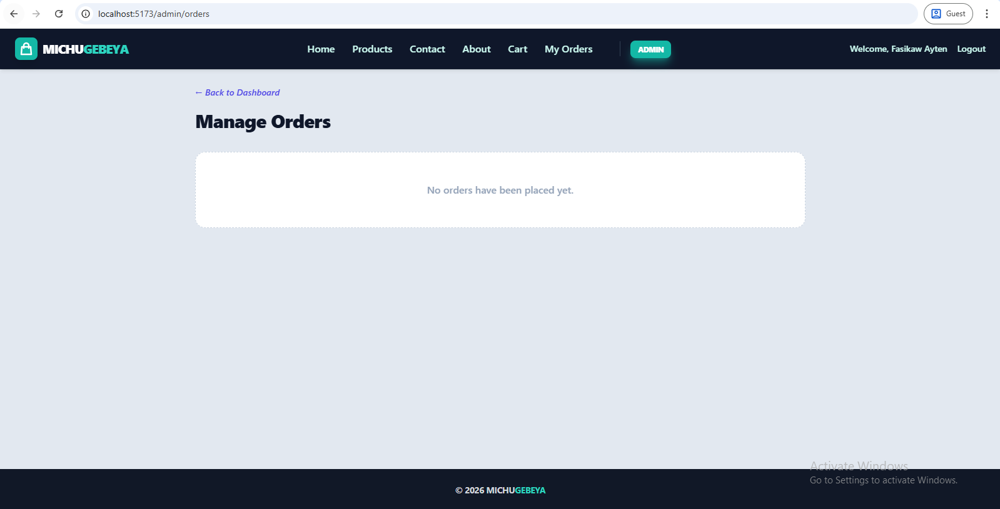 localhost:5173/admin/orders
Guest
MICHUGEBEYA
Home Products Contact About Cart My Orders ADMIN Welcome, Fasikaw Ayten Logout
← Back to Dashboard
Manage Orders
No orders have been placed yet.
Activate Windows
Go to Settings to activate Windows.
© 2026 MICHUGEBEYA